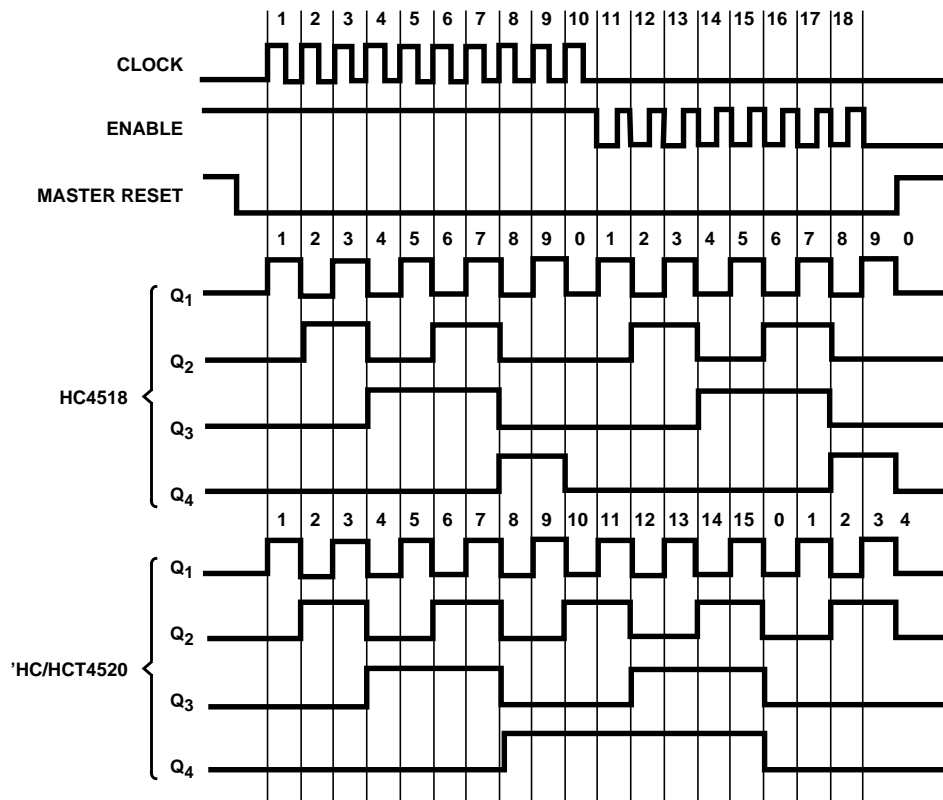 1 2 3 4 5 6 7 8 9 10 11 12 13 14 15 16 17 18
CLOCK
ENABLE
MASTER RESET
1 2 3 4 5 6 7 8 9 0 1 2 3 4 5 6 7 8 9 0
Q1
Q2
HC4518
Q3
Q4
1 2 3 4 5 6 7 8 9 10 11 12 13 14 15 0 1 2 3 4
Q1
Q2
’HC/HCT4520
Q3
Q4